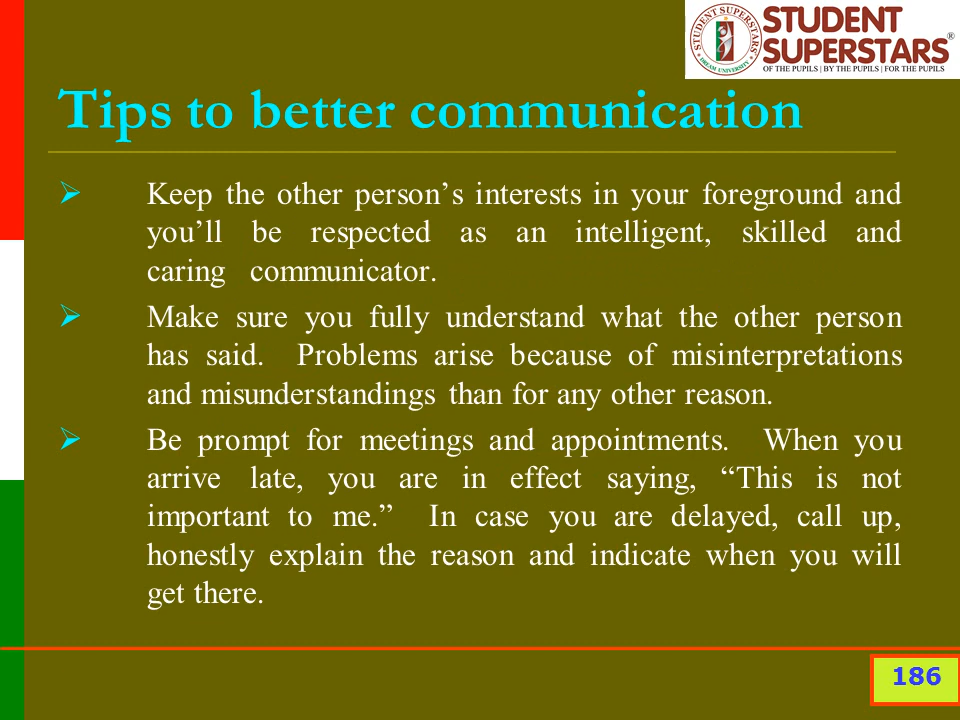 STUDENT SUPERSTARS
DREAM UNIVERSITY
STUDENT
SUPERSTARS®
OF THE PUPILS | BY THE PUPILS | FOR THE PUPILS
Tips to better communication
➢ Keep the other person’s interests in your foreground and
you’ll be respected as an intelligent, skilled and
caring communicator.
➢ Make sure you fully understand what the other person
has said. Problems arise because of misinterpretations
and misunderstandings than for any other reason.
➢ Be prompt for meetings and appointments. When you
arrive late, you are in effect saying, “This is not
important to me.” In case you are delayed, call up,
honestly explain the reason and indicate when you will
get there.
186